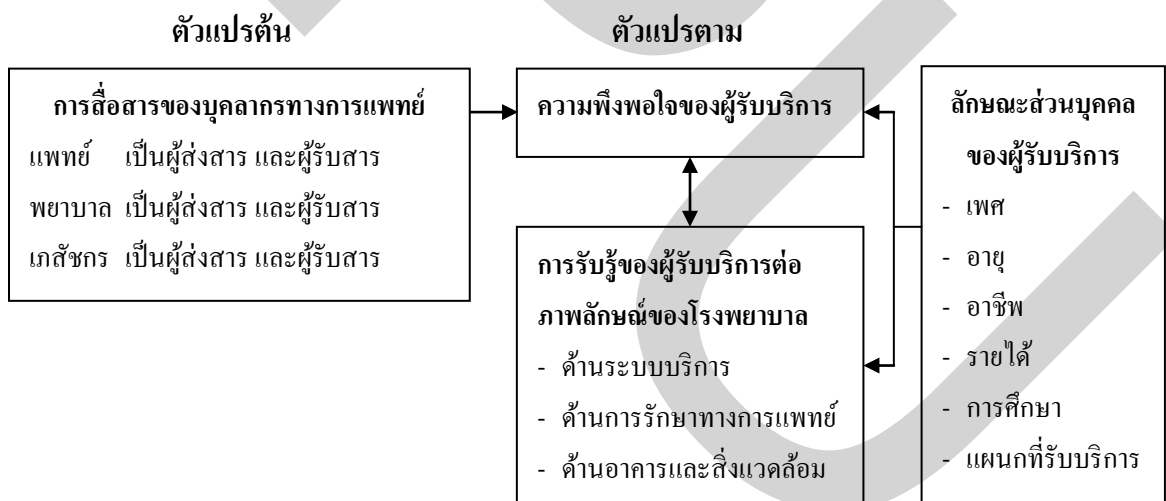 ตัวแปรต้น
ตัวแปรตาม
การสื่อสารของบุคลากรทางการแพทย์
แพทย์ เป็นผู้ส่งสาร และผู้รับสาร
พยาบาล เป็นผู้ส่งสาร และผู้รับสาร
เภสัชกร เป็นผู้ส่งสาร และผู้รับสาร
ความพึงพอใจของผู้รับบริการ
การรับรู้ของผู้รับบริการต่อ
ภาพลักษณ์ของโรงพยาบาล
- ด้านระบบบริการ
- ด้านการรักษาทางการแพทย์
- ด้านอาคารและสิ่งแวดล้อม
ลักษณะส่วนบุคคล
ของผู้รับบริการ
- เพศ
- อายุ
- อาชีพ
- รายได้
- การศึกษา
- แผนกที่รับบริการ